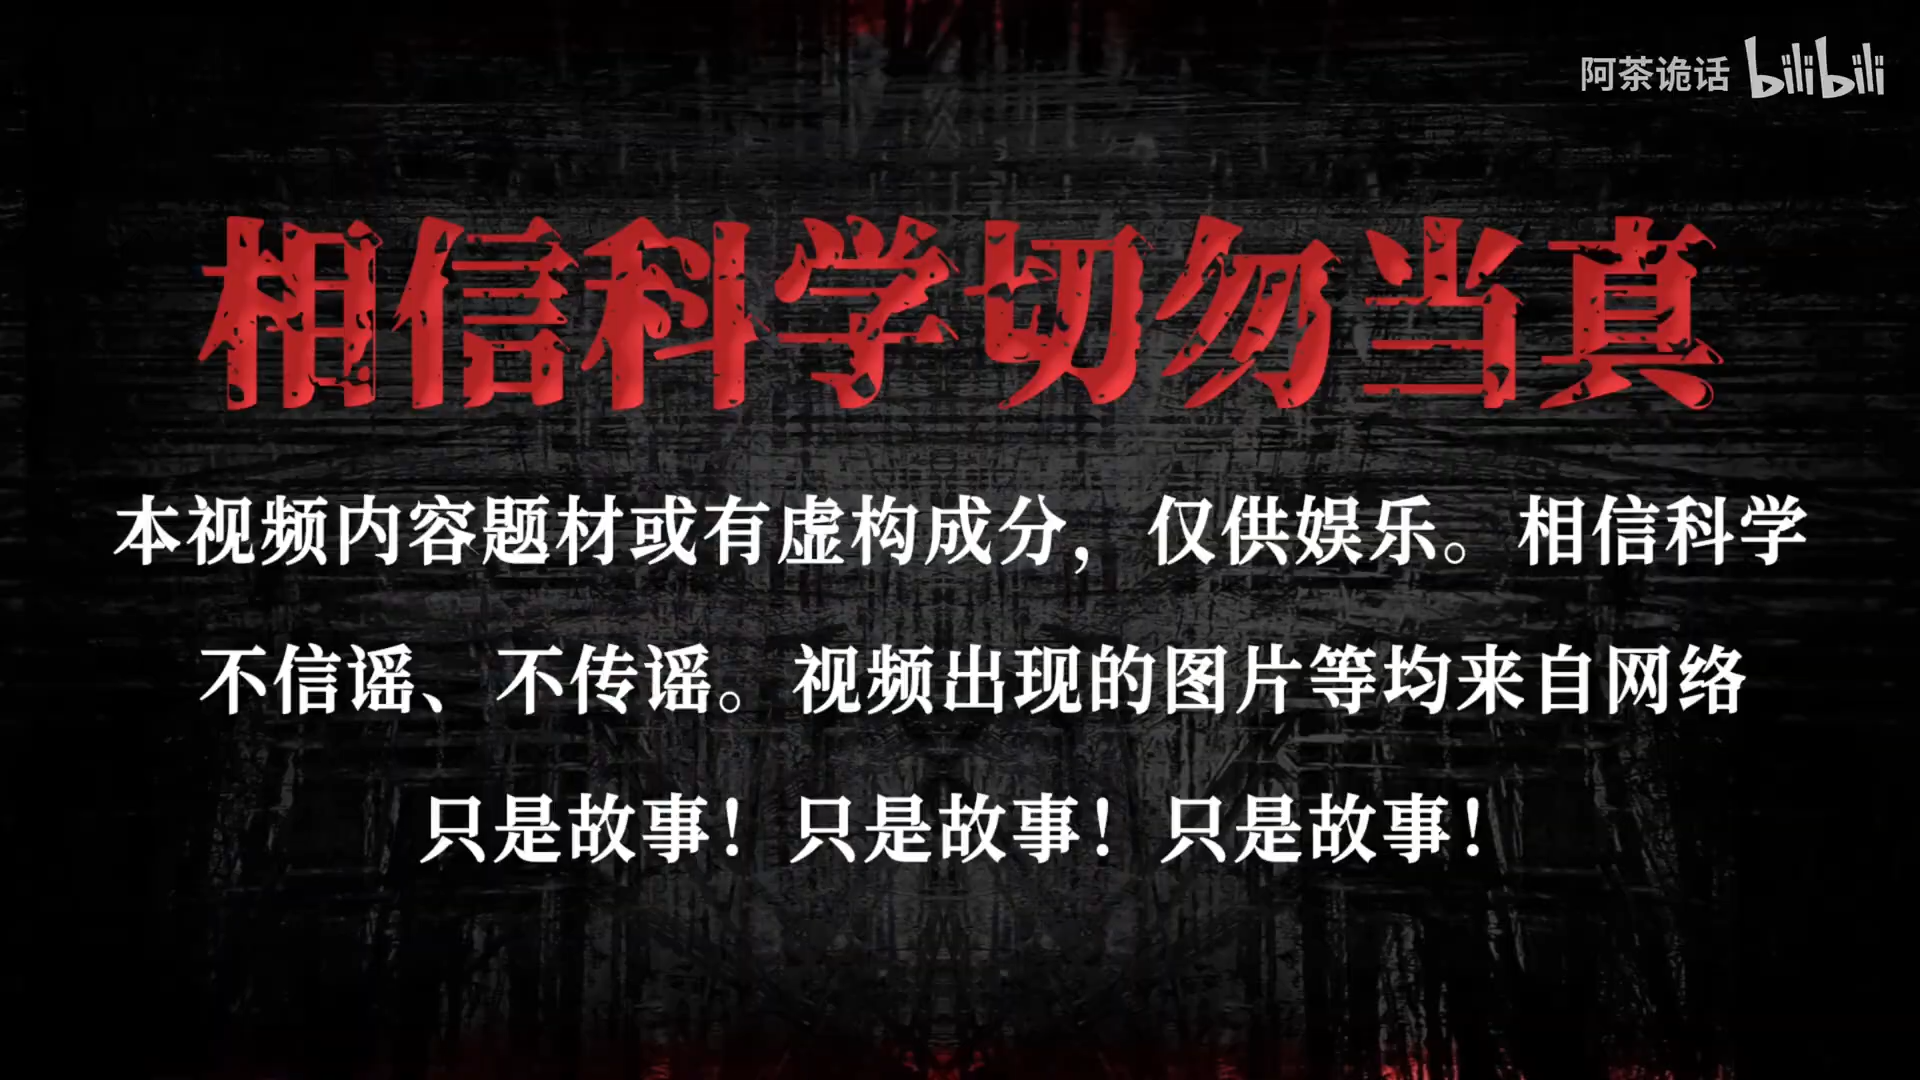 阿茶诡话 bilibili
相信科学切勿当真
本视频内容题材或有虚构成分，仅供娱乐。相信科学
不信谣、不传谣。视频出现的图片等均来自网络
只是故事！只是故事！只是故事！